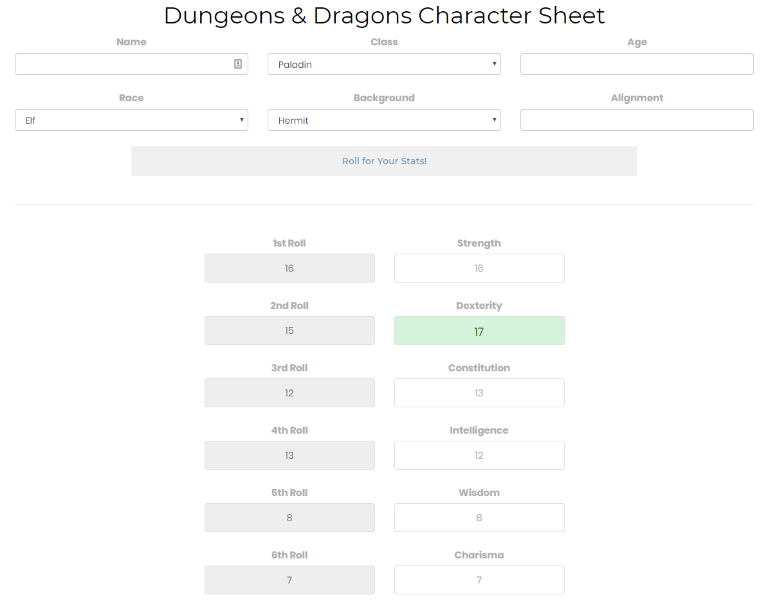 Dungeons & Dragons Character Sheet
Name Class Age
Paladin
Race Background Alignment
Elf Hermit
Roll for Your Stats!
1st Roll Strength
16 16
2nd Roll Dexterity
15 17
3rd Roll Constitution
12 13
4th Roll Intelligence
13 12
5th Roll Wisdom
8 8
6th Roll Charisma
7 7